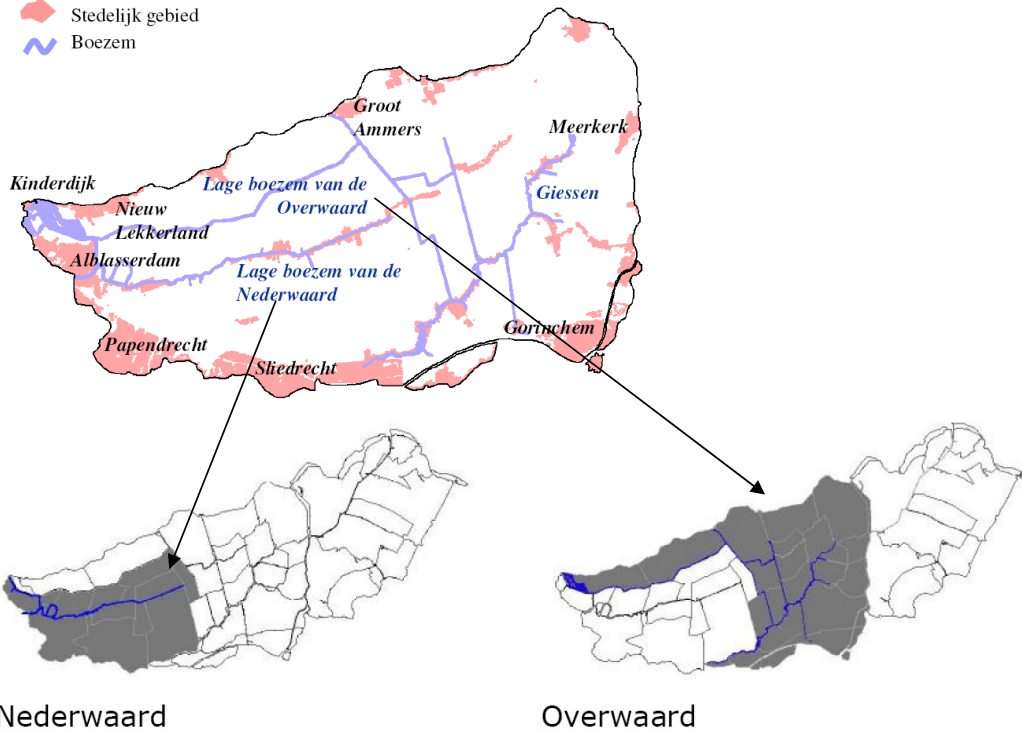 Stedelijk gebied
Boezem
Groot
Ammers
Meerkerk
Kinderdijk
Lage boezem van de
Overwaard
Giessen
Nieuw
Lekkerland
Alblasserdam
Lage boezem van de
Nederwaard
Gorinchem
Papendrecht
Sliedrecht
Nederwaard
Overwaard